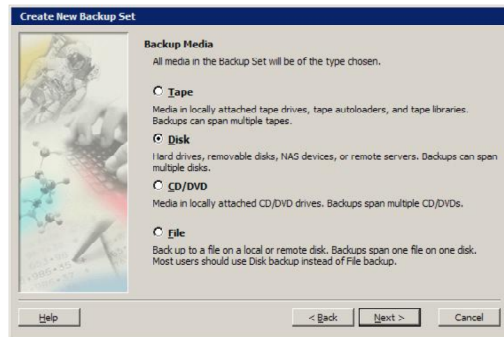 Create New Backup Set
Backup Media
All media in the Backup Set will be of the type chosen.
Tape
Media in locally attached tape drives, tape autoloaders, and tape libraries.
Backups can span multiple tapes.
Disk
Hard drives, removable disks, NAS devices, or remote servers. Backups can span
multiple disks.
CD/DVD
Media in locally attached CD/DVD drives. Backups span multiple CD/DVDs.
File
Back up to a file on a local or remote disk. Backups span one file on one disk.
Most users should use Disk backup instead of File backup.
Help
< Back
Next >
Cancel